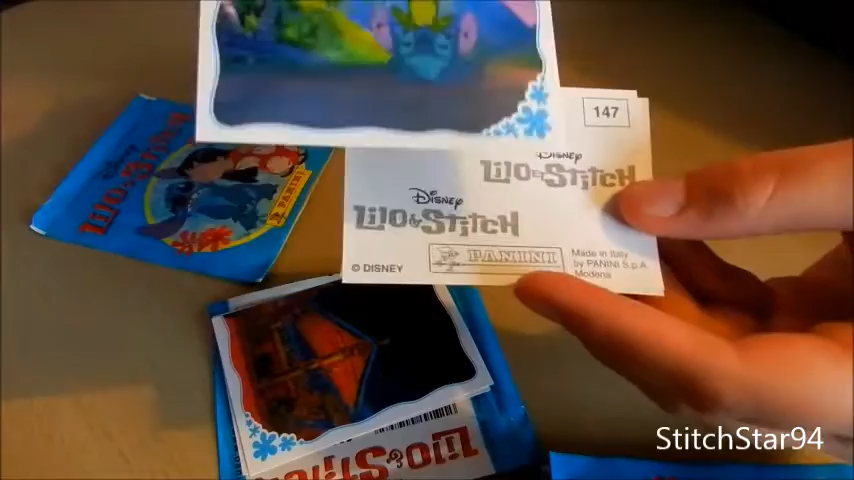 147
DISNEY
LILO & STITCH
DISNEY
LILO & STITCH
© DISNEY
PANINI
Made in Italy
by PANINI S.p.A.
Modena
DISNEY
LILO & STITCH
PANINI
LILO & STITCH
StitchStar94